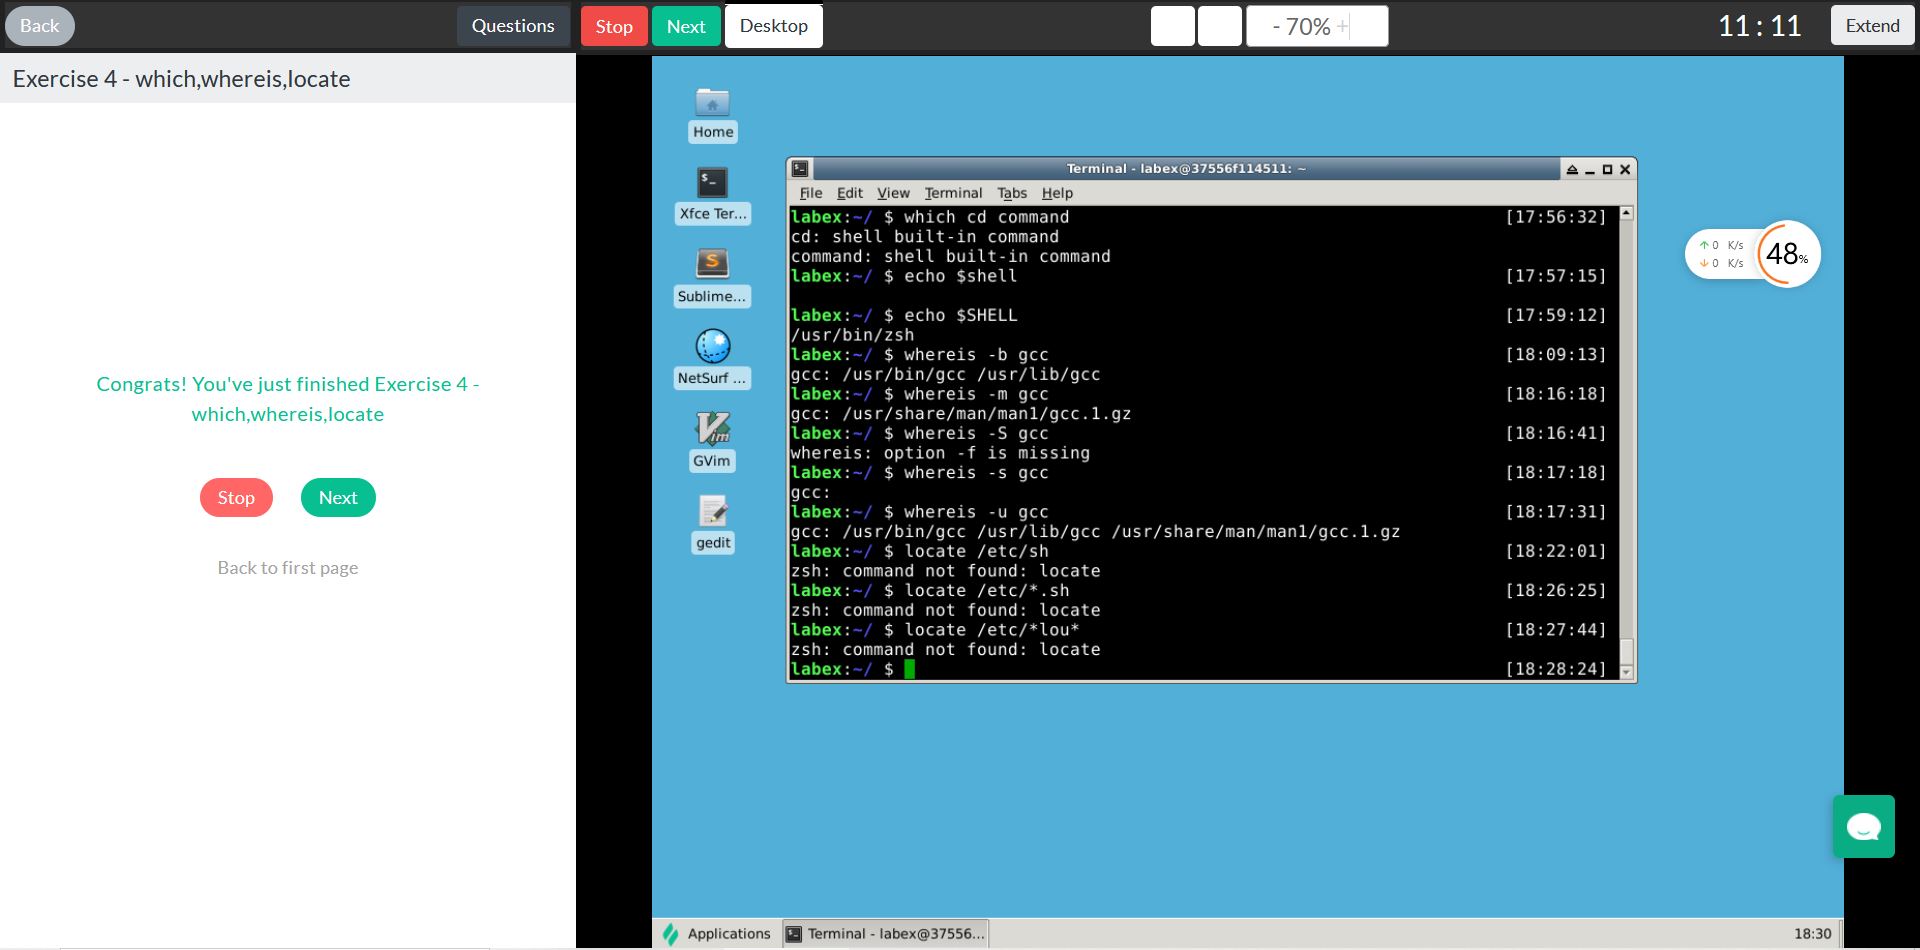 Back
Questions
Stop
Next
Desktop
- 70% +
11 : 11
Extend
Exercise 4 - which,whereis,locate
Congrats! You've just finished Exercise 4 -
which,whereis,locate
Stop
Next
Back to first page
Home
Xfce Ter...
Sublime...
NetSurf ...
GVim
gedit
Terminal - labex@37556f114511: ~
File Edit View Terminal Tabs Help
labex:~/ $ which cd command [17:56:32]
cd: shell built-in command
command: shell built-in command
labex:~/ $ echo $shell [17:57:15]
labex:~/ $ echo $SHELL [17:59:12]
/usr/bin/zsh
labex:~/ $ whereis -b gcc [18:09:13]
gcc: /usr/bin/gcc /usr/lib/gcc
labex:~/ $ whereis -m gcc [18:16:18]
gcc: /usr/share/man/man1/gcc.1.gz
labex:~/ $ whereis -S gcc [18:16:41]
whereis: option -f is missing
labex:~/ $ whereis -s gcc [18:17:18]
gcc:
labex:~/ $ whereis -u gcc [18:17:31]
gcc: /usr/bin/gcc /usr/lib/gcc /usr/share/man/man1/gcc.1.gz
labex:~/ $ locate /etc/sh [18:22:01]
zsh: command not found: locate
labex:~/ $ locate /etc/*.sh [18:26:25]
zsh: command not found: locate
labex:~/ $ locate /etc/*lou* [18:27:44]
zsh: command not found: locate
labex:~/ $ [18:28:24]
↑ 0 K/s
↓ 0 K/s
48%
Applications
Terminal - labex@37556...
18:30